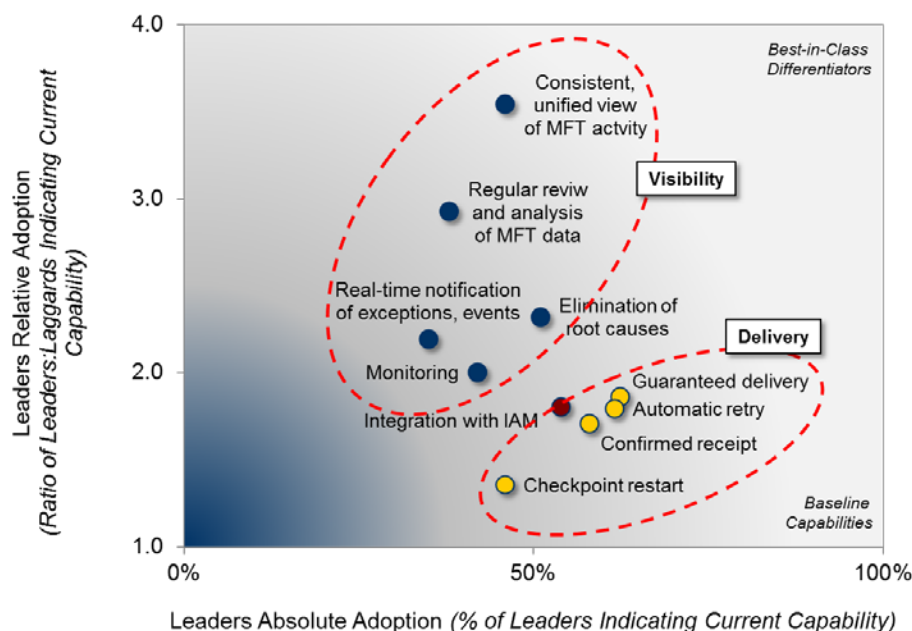 Leaders Relative Adoption
(Ratio of Leaders:Laggards Indicating Current
Capability)
4.0
3.0
2.0
1.0
Best-in-Class
Differentiators
Consistent,
unified view
of MFT actvity
Visibility
Regular reviw
and analysis
of MFT data
Real-time notification
of exceptions, events
Elimination of
root causes
Monitoring
Delivery
Guaranteed delivery
Automatic retry
Integration with IAM
Confirmed receipt
Checkpoint restart
Baseline
Capabilities
0%
50%
100%
Leaders Absolute Adoption (% of Leaders Indicating Current Capability)